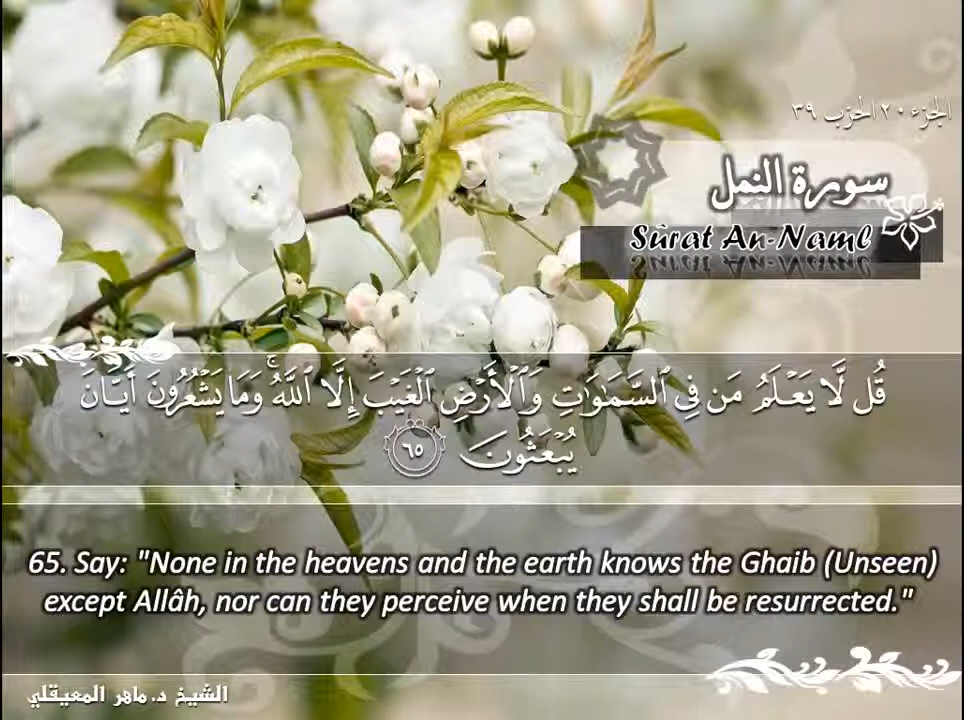 الجزء ٢٠ الحزب ٣٩
سورة النمل
Sûrat An-Naml
قُل لَّا يَعْلَمُ مَن فِى ٱلسَّمَٰوَٰتِ وَٱلْأَرْضِ ٱلْغَيْبَ إِلَّا ٱللَّهُ ۚ وَمَا يَشْعُرُونَ أَيَّانَ
يُبْعَثُونَ ٦٥
65. Say: "None in the heavens and the earth knows the Ghaib (Unseen)
except Allâh, nor can they perceive when they shall be resurrected."
الشيخ د. ماهر المعيقلي